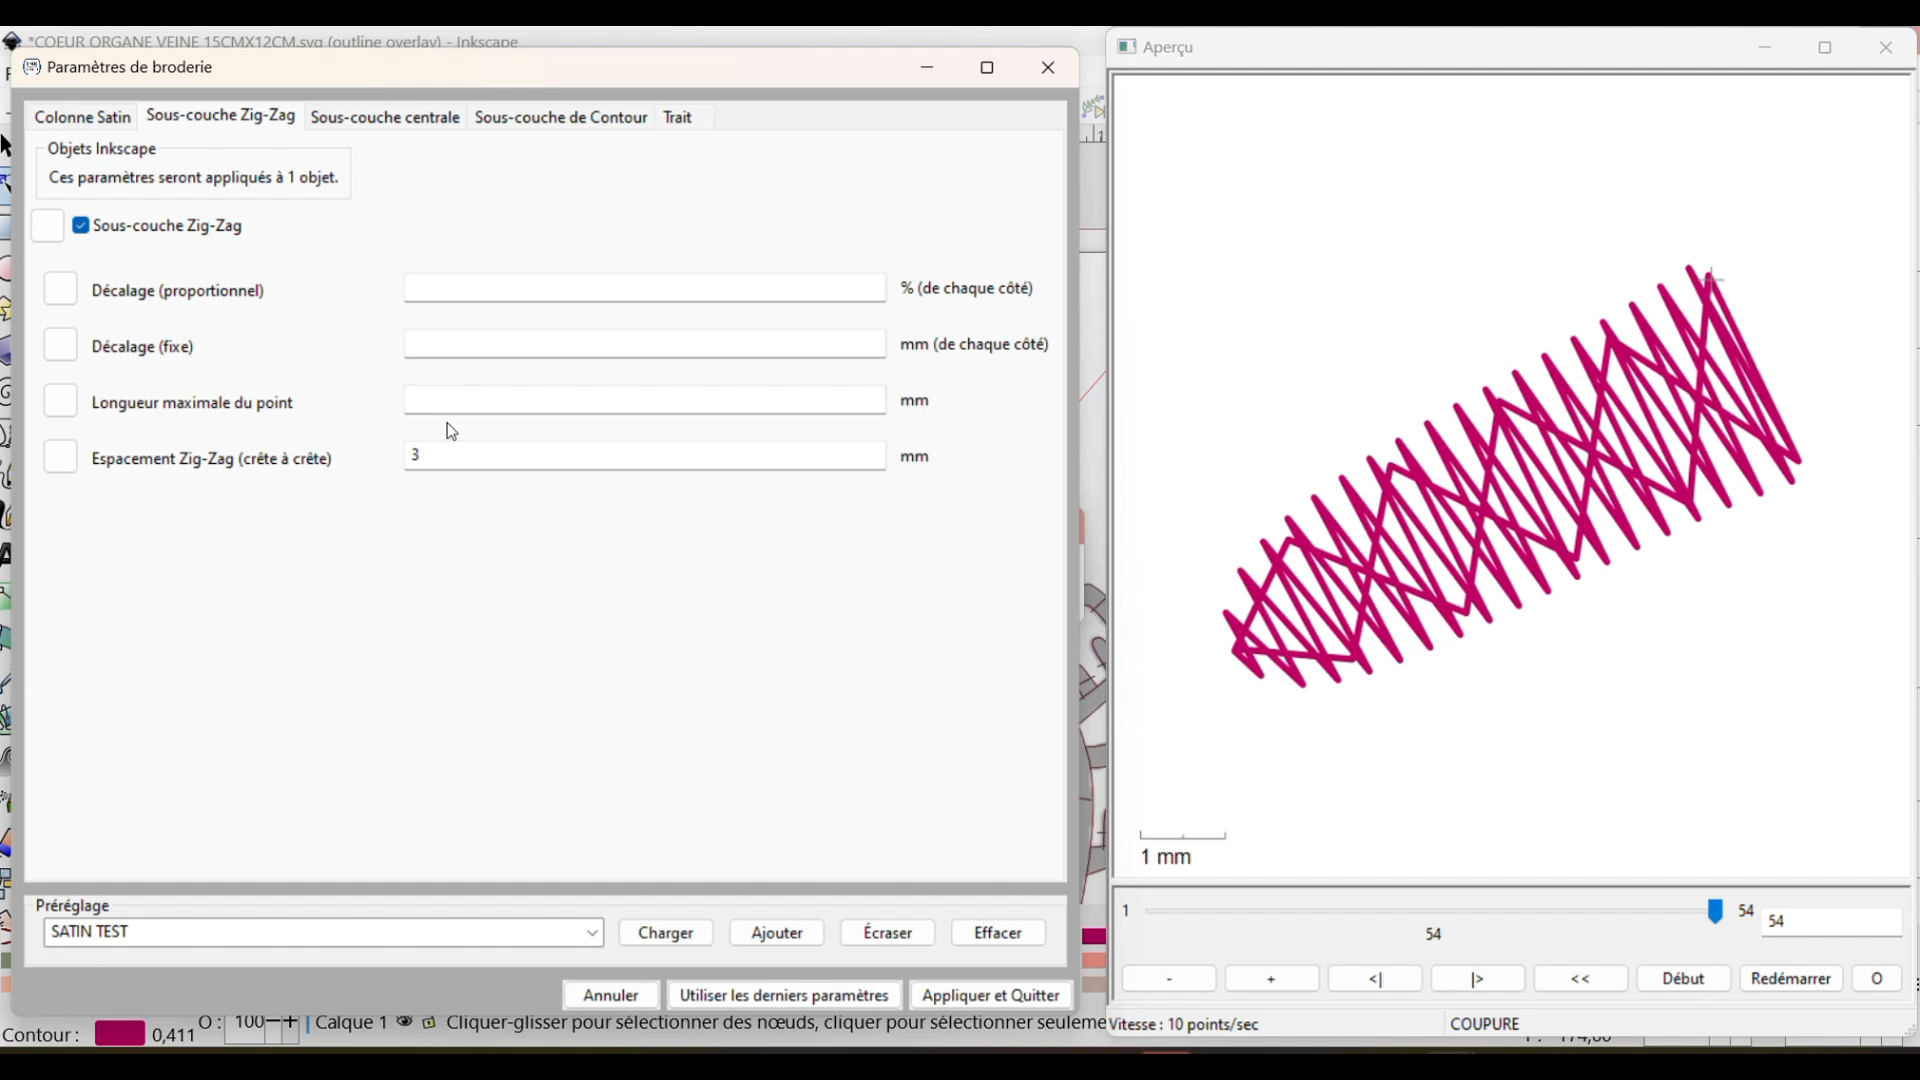 *COEUR ORGANE VEINE 15CMX12CM.svg (outline overlay) - Inkscape
Paramètres de broderie
Colonne Satin Sous-couche Zig-Zag Sous-couche centrale Sous-couche de Contour Trait
Objets Inkscape
Ces paramètres seront appliqués à 1 objet.
Sous-couche Zig-Zag
Décalage (proportionnel) % (de chaque côté)
Décalage (fixe) mm (de chaque côté)
Longueur maximale du point mm
Espacement Zig-Zag (crête à crête) 3 mm
Préréglage
SATIN TEST Charger Ajouter Écraser Effacer
Annuler Utiliser les derniers paramètres Appliquer et Quitter
Contour : 0,411 O : 100 Calque 1 Cliquer-glisser pour sélectionner des nœuds, cliquer pour sélectionner seuleme
Aperçu
1 mm
1 54 54
54
- + <| |> << Début Redémarrer O
Vitesse : 10 points/sec COUPURE